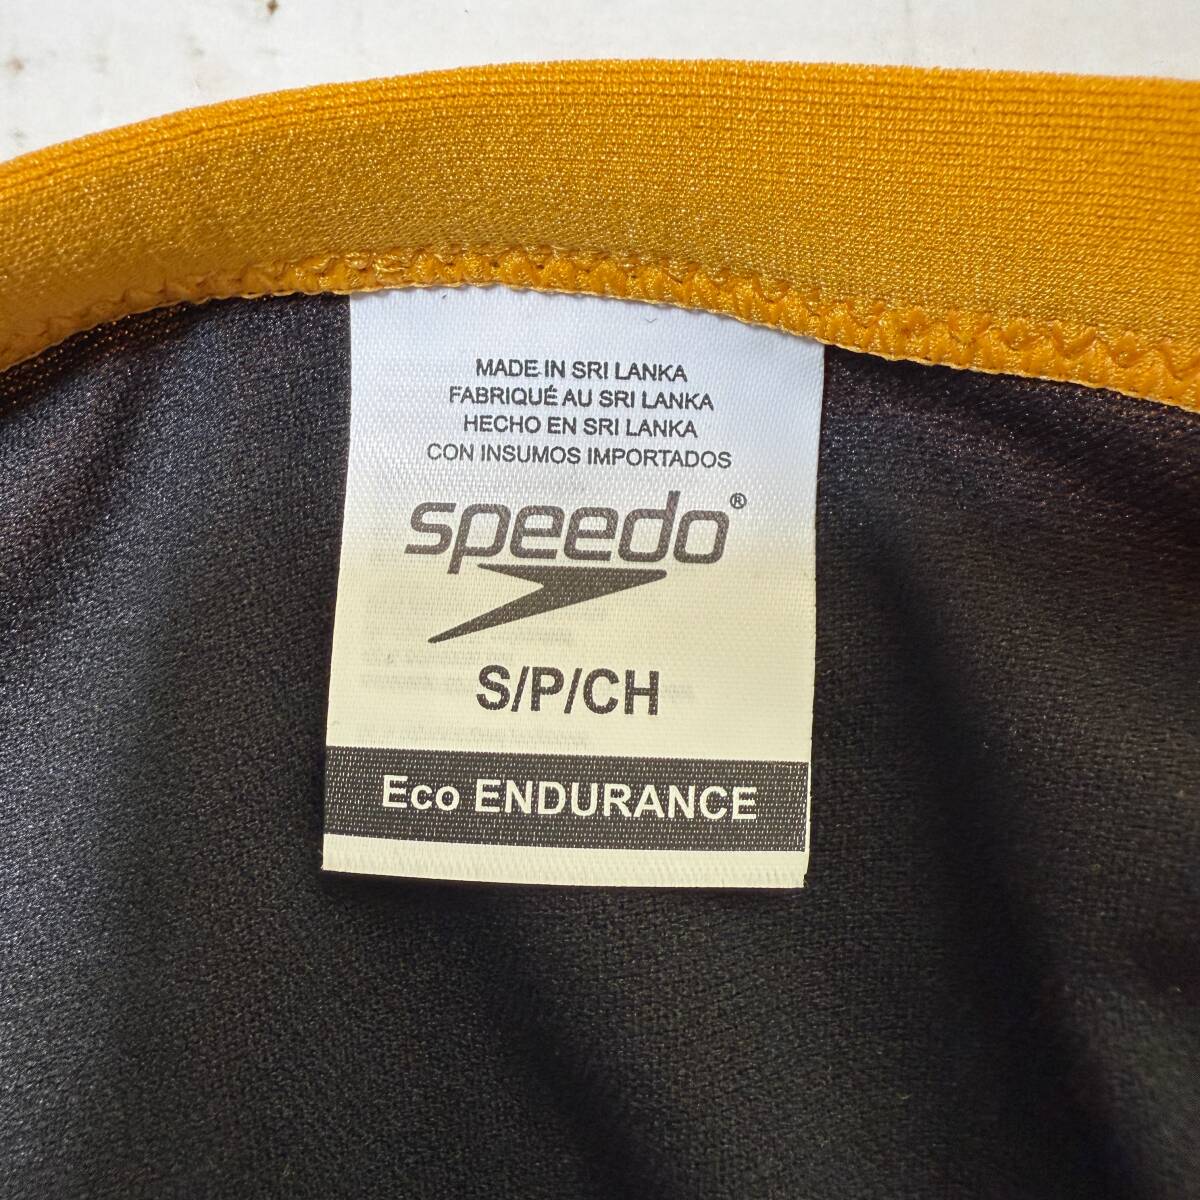 MADE IN SRI LANKA
FABRIQUÉ AU SRI LANKA
HECHO EN SRI LANKA
CON INSUMOS IMPORTADOS
speedo®
S/P/CH
Eco ENDURANCE